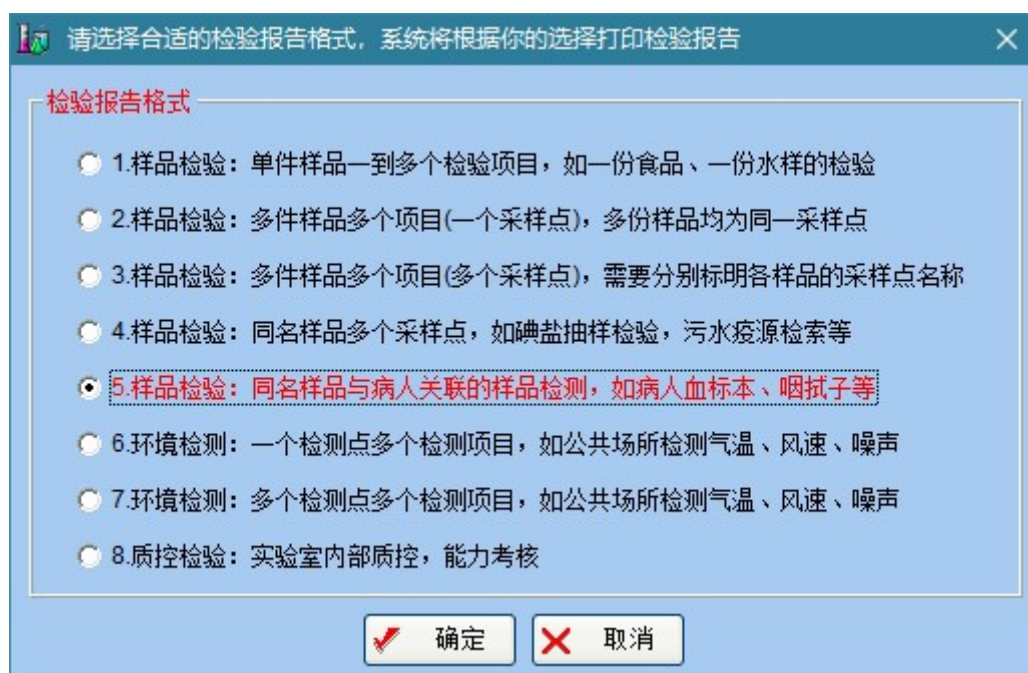 请选择合适的检验报告格式, 系统将根据你的选择打印检验报告
检验报告格式
1.样品检验：单件样品一到多个检验项目，如一份食品、一份水样的检验
2.样品检验：多件样品多个项目(一个采样点)，多份样品均为同一采样点
3.样品检验：多件样品多个项目(多个采样点)，需要分别标明各样品的采样点名称
4.样品检验：同名样品多个采样点，如碘盐抽样检验，污水疫源检索等
5.样品检验：同名样品与病人关联的样品检测，如病人血标本、咽拭子等
6.环境检测：一个检测点多个检测项目，如公共场所检测气温、风速、噪声
7.环境检测：多个检测点多个检测项目，如公共场所检测气温、风速、噪声
8.质控检验：实验室内部质控，能力考核
确定 取消